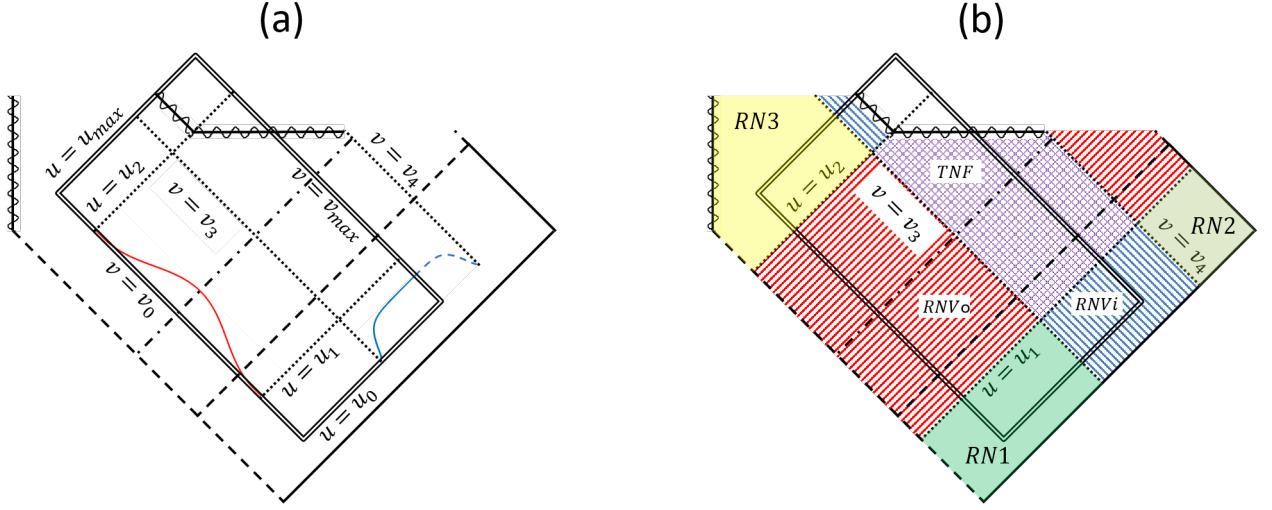 (a)
(b)
u = u_max
u = u_2
v = v_3
v = v_max
v = v_4
v = v_0
u = u_1
u = u_0
RN3
TNF
u = u_2
v = v_3
RN2
v = v_4
RNVo
RNVi
u = u_1
RN1